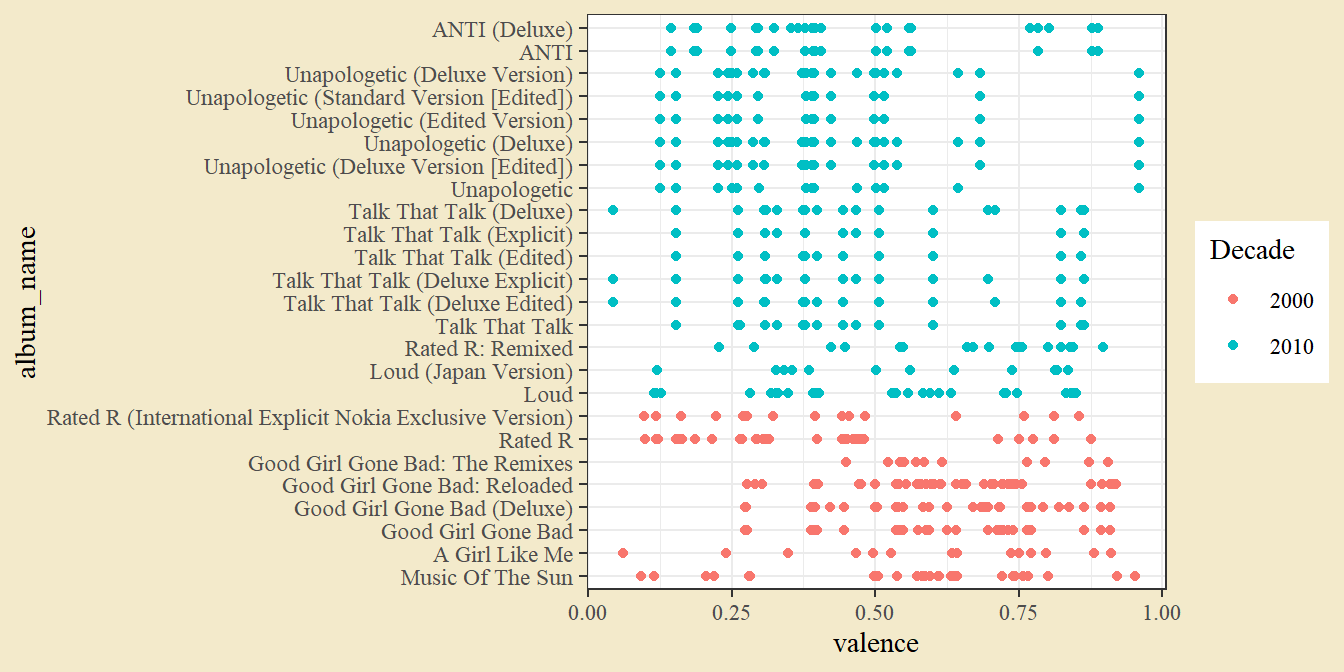 ANTI (Deluxe)
ANTI
Unapologetic (Deluxe Version)
Unapologetic (Standard Version [Edited])
Unapologetic (Edited Version)
Unapologetic (Deluxe)
Unapologetic (Deluxe Version [Edited])
Unapologetic
Talk That Talk (Deluxe)
Talk That Talk (Explicit)
Talk That Talk (Edited)
Talk That Talk (Deluxe Explicit)
Talk That Talk (Deluxe Edited)
Talk That Talk
Rated R: Remixed
Loud (Japan Version)
Loud
Rated R (International Explicit Nokia Exclusive Version)
Rated R
Good Girl Gone Bad: The Remixes
Good Girl Gone Bad: Reloaded
Good Girl Gone Bad (Deluxe)
Good Girl Gone Bad
A Girl Like Me
Music Of The Sun
album_name
0.00 0.25 0.50 0.75 1.00
valence
Decade
2000
2010